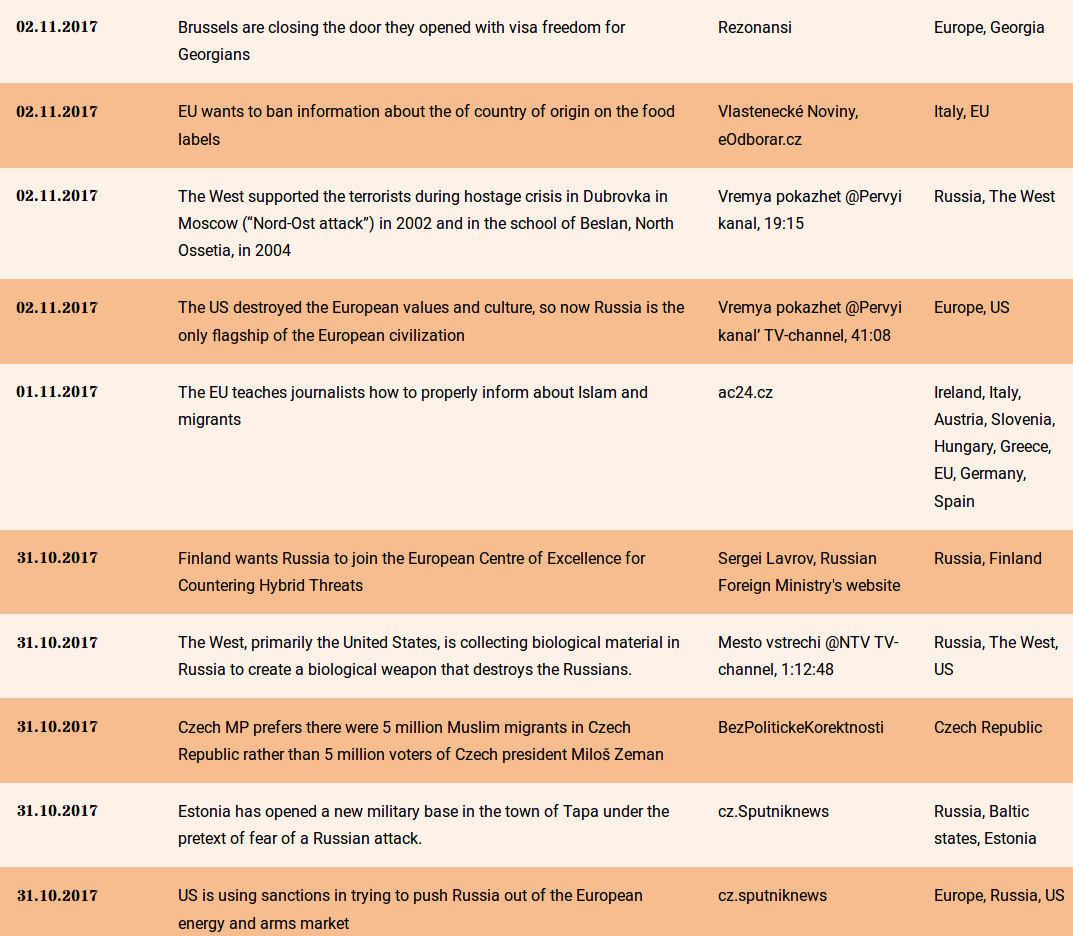 02.11.2017 Brussels are closing the door they opened with visa freedom for Rezonansi Europe, Georgia
Georgians
02.11.2017 EU wants to ban information about the of country of origin on the food Vlastenecké Noviny, Italy, EU
labels eOdborar.cz
02.11.2017 The West supported the terrorists during hostage crisis in Dubrovka in Vremya pokazhet @Pervyi Russia, The West
Moscow (“Nord-Ost attack”) in 2002 and in the school of Beslan, North kanal, 19:15
Ossetia, in 2004
02.11.2017 The US destroyed the European values and culture, so now Russia is the Vremya pokazhet @Pervyi Europe, US
only flagship of the European civilization kanal’ TV-channel, 41:08
01.11.2017 The EU teaches journalists how to properly inform about Islam and ac24.cz Ireland, Italy,
migrants Austria, Slovenia,
Hungary, Greece,
EU, Germany,
Spain
31.10.2017 Finland wants Russia to join the European Centre of Excellence for Sergei Lavrov, Russian Russia, Finland
Countering Hybrid Threats Foreign Ministry's website
31.10.2017 The West, primarily the United States, is collecting biological material in Mesto vstrechi @NTV TV- Russia, The West,
Russia to create a biological weapon that destroys the Russians. channel, 1:12:48 US
31.10.2017 Czech MP prefers there were 5 million Muslim migrants in Czech BezPolitickeKorektnosti Czech Republic
Republic rather than 5 million voters of Czech president Miloš Zeman
31.10.2017 Estonia has opened a new military base in the town of Tapa under the cz.Sputniknews Russia, Baltic
pretext of fear of a Russian attack. states, Estonia
31.10.2017 US is using sanctions in trying to push Russia out of the European cz.sputniknews Europe, Russia, US
energy and arms market